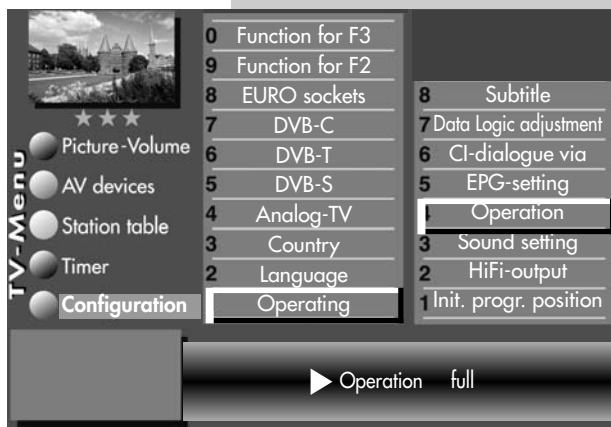 TV-Menu
Picture-Volume
AV devices
Station table
Timer
Configuration
0 Function for F3
9 Function for F2
8 EURO sockets
7 DVB-C
6 DVB-T
5 DVB-S
4 Analog-TV
3 Country
2 Language
Operating
8 Subtitle
7 Data Logic adjustment
6 CI-dialogue via
5 EPG-setting
Operation
3 Sound setting
2 HiFi-output
1 Init. progr. position
Operation full